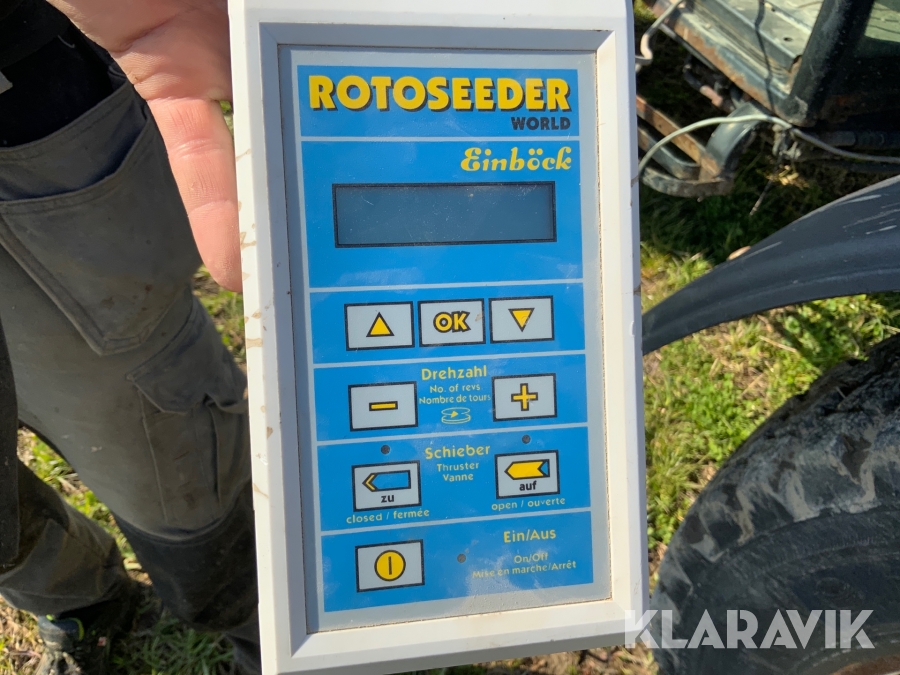 ROTOSEEDER
WORLD
Einböck
OK
Drehzahl
No. of revs
Nombre de tours
Schieber
Thruster
Vanne
zu
auf
closed / fermée
open / ouverte
Ein/Aus
On/Off
Mise en marche/Arrêt
KLARAVIK